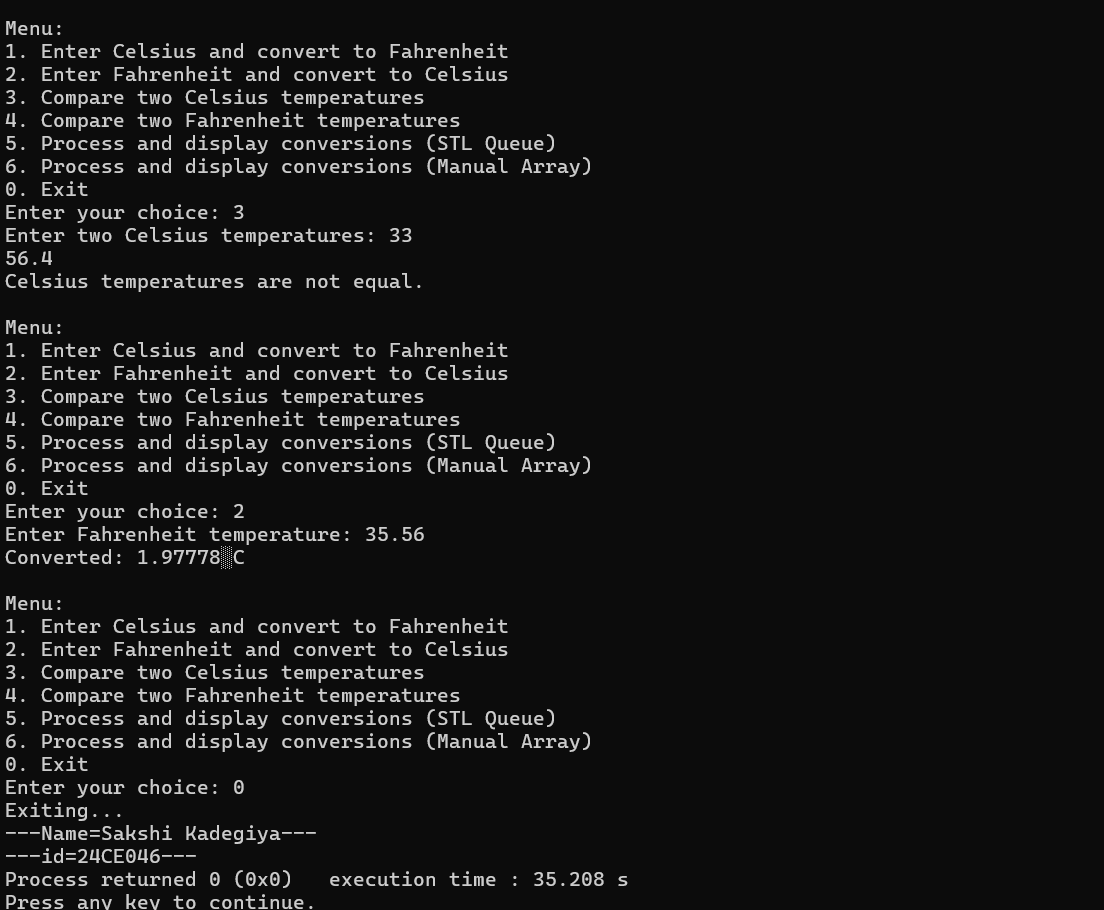 Menu:
1. Enter Celsius and convert to Fahrenheit
2. Enter Fahrenheit and convert to Celsius
3. Compare two Celsius temperatures
4. Compare two Fahrenheit temperatures
5. Process and display conversions (STL Queue)
6. Process and display conversions (Manual Array)
0. Exit
Enter your choice: 3
Enter two Celsius temperatures: 33
56.4
Celsius temperatures are not equal.

Menu:
1. Enter Celsius and convert to Fahrenheit
2. Enter Fahrenheit and convert to Celsius
3. Compare two Celsius temperatures
4. Compare two Fahrenheit temperatures
5. Process and display conversions (STL Queue)
6. Process and display conversions (Manual Array)
0. Exit
Enter your choice: 2
Enter Fahrenheit temperature: 35.56
Converted: 1.97778░C

Menu:
1. Enter Celsius and convert to Fahrenheit
2. Enter Fahrenheit and convert to Celsius
3. Compare two Celsius temperatures
4. Compare two Fahrenheit temperatures
5. Process and display conversions (STL Queue)
6. Process and display conversions (Manual Array)
0. Exit
Enter your choice: 0
Exiting...
---Name=Sakshi Kadegiya---
---id=24CE046---
Process returned 0 (0x0)   execution time : 35.208 s
Press any key to continue.